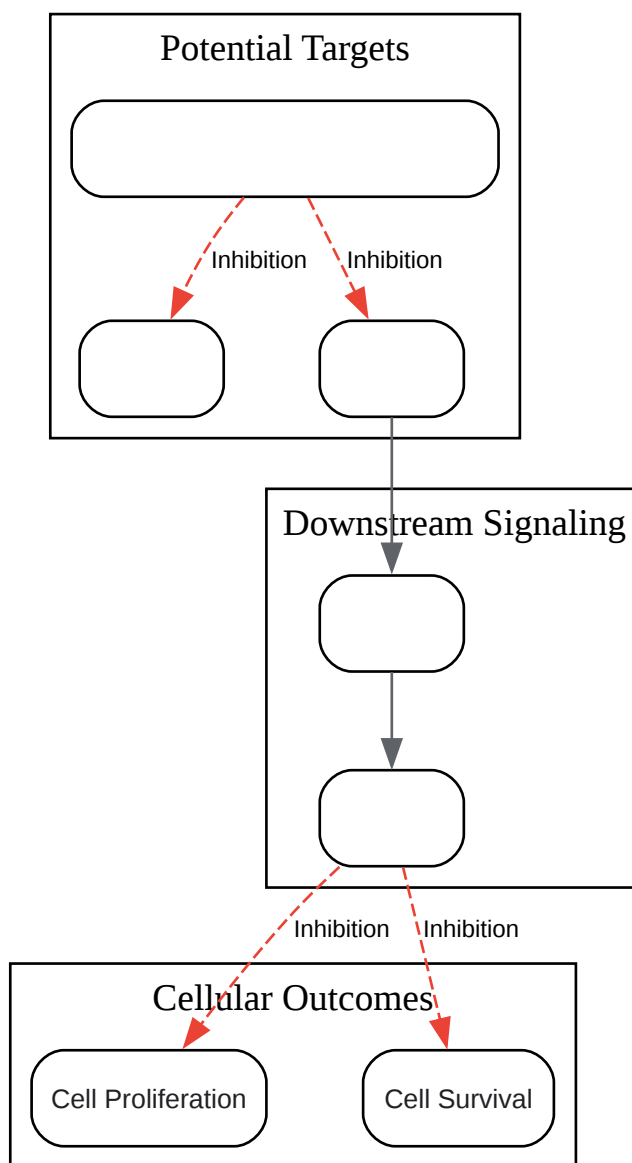 Potential Targets
Inhibition
Inhibition
Downstream Signaling
Inhibition
Inhibition
Cellular Outcomes
Cell Proliferation
Cell Survival